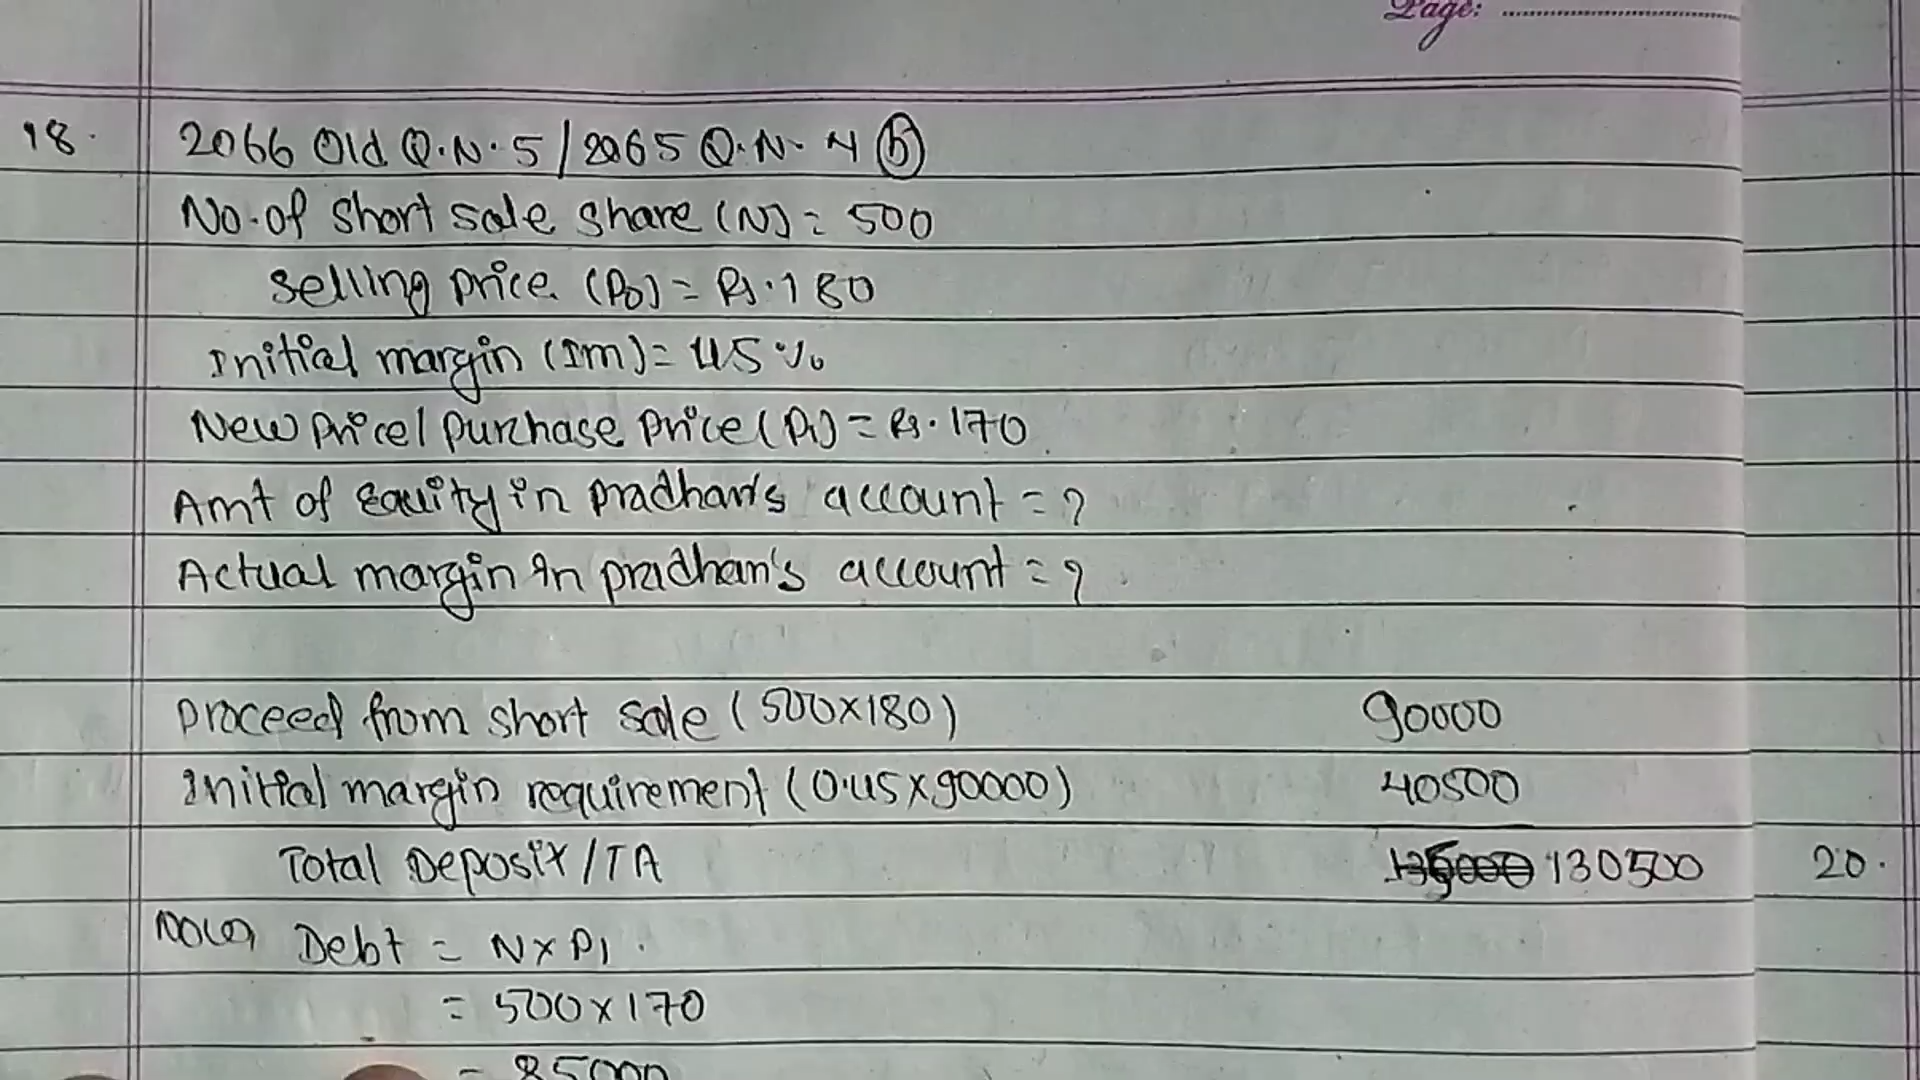 Page: ........................
18. 2066 Old Q.N.5 / 2065 Q.N. 4 (b)
No. of short sale share (N) = 500
Selling price (P0) = Rs. 180
Initial margin (Im) = 45%
New price / purchase price (P1) = Rs. 170
Amt of equity in pradhan's account = ?
Actual margin in pradhan's account = ?
Proceed from short sale (500×180) 90000
Initial margin requirement (0.45×90000) 40500
Total Deposit / TA 130500 20.
Now Debt = N×P1
= 500×170
= 85000